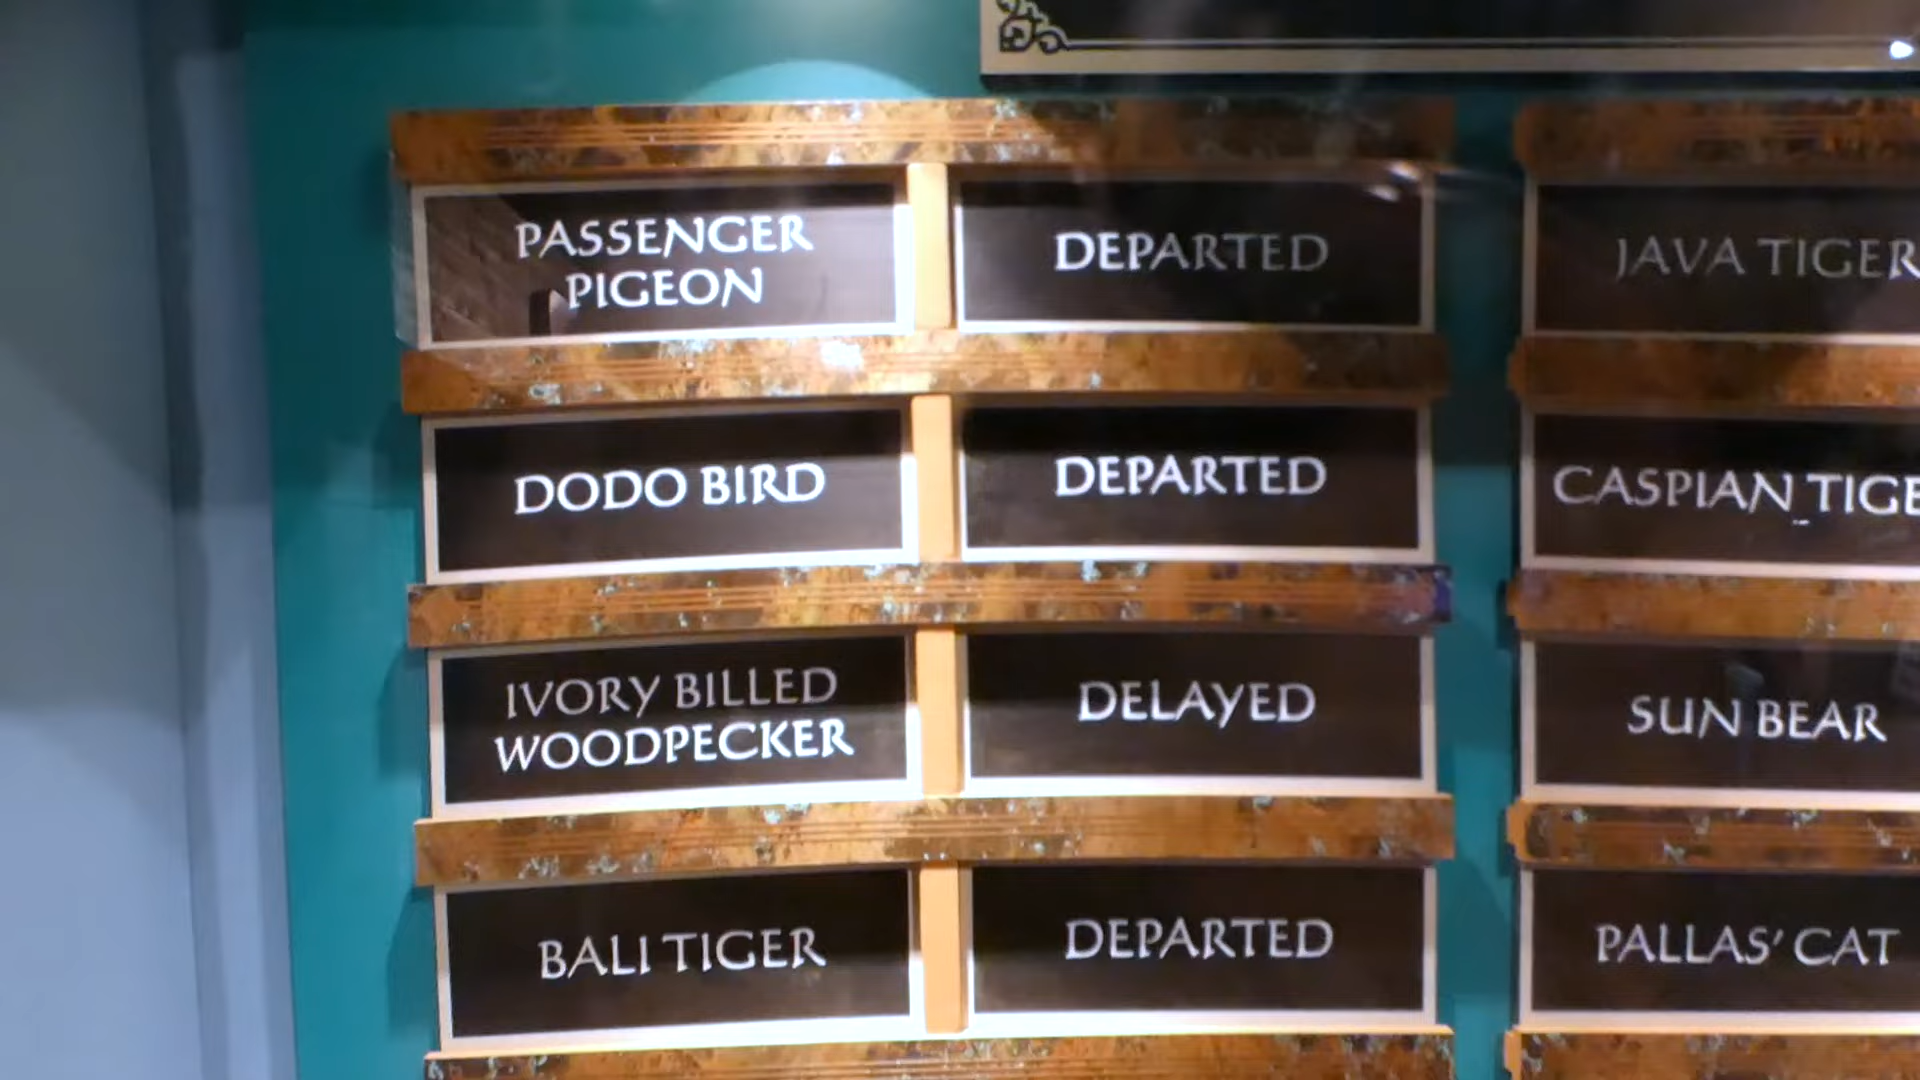 PASSENGER
PIGEON
DEPARTED
JAVA TIGER
DODO BIRD
DEPARTED
CASPIAN
IVORY BILLED
WOODPECKER
DELAYED
SUN BEAR
BALI TIGER
DEPARTED
PALLAS' CAT